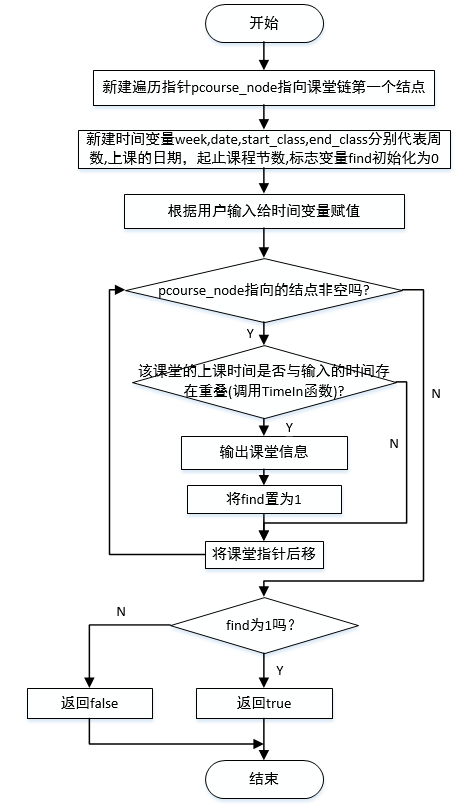 开始
新建遍历指针pcourse_node指向课堂链第一个结点
新建时间变量week,date,start_class,end_class分别代表周
数,上课的日期，起止课程节数,标志变量find初始化为0
根据用户输入给时间变量赋值
pcourse_node指向的结点非空吗?
Y
该课堂的上课时间是否与输入的时间存
在重叠(调用TimeIn函数)?
N
Y
N
输出课堂信息
将find置为1
将课堂指针后移
N
find为1吗?
Y
返回false
返回true
结束